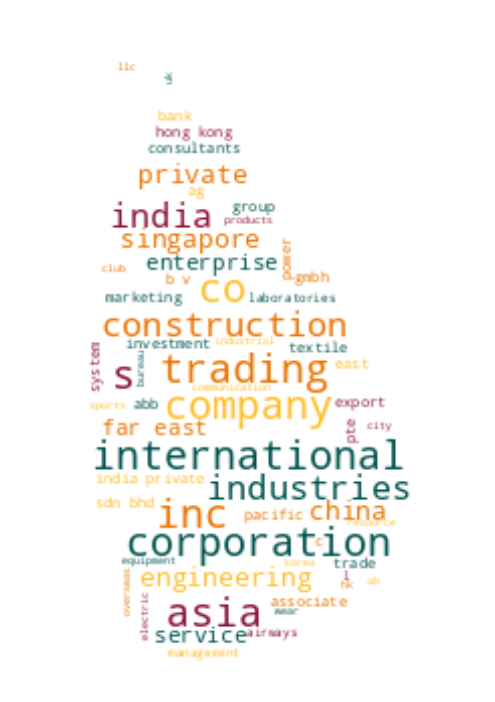 llc
uk
bank
hong kong
consultants
private
ag
india group
products
singapore
power
enterprise
club
b v gmbh
co
marketing laboratories
construction
investment industrial
textile
system
s bureau trading east
communication
sports abb company export
far east pte city
international
india private
industries
sdn bhd
inc pacific china
resource
corporation
c
equipment korea trade
engineering l
hk ab
overseas
electric
asia associate
wear
service airways
management